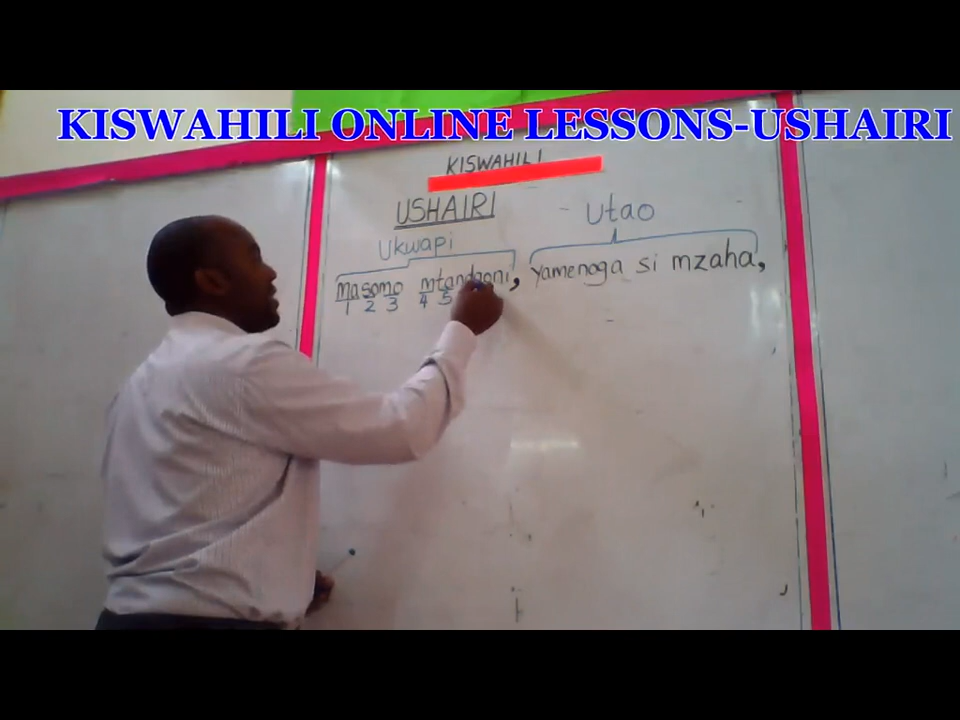 KISWAHILI ONLINE LESSONS-USHAIRI
KISWAHILI
USHAIRI
Utao
Ukwapi
masomo mtandaoni, yamenoga si mzaha,
1 2 3 4 5